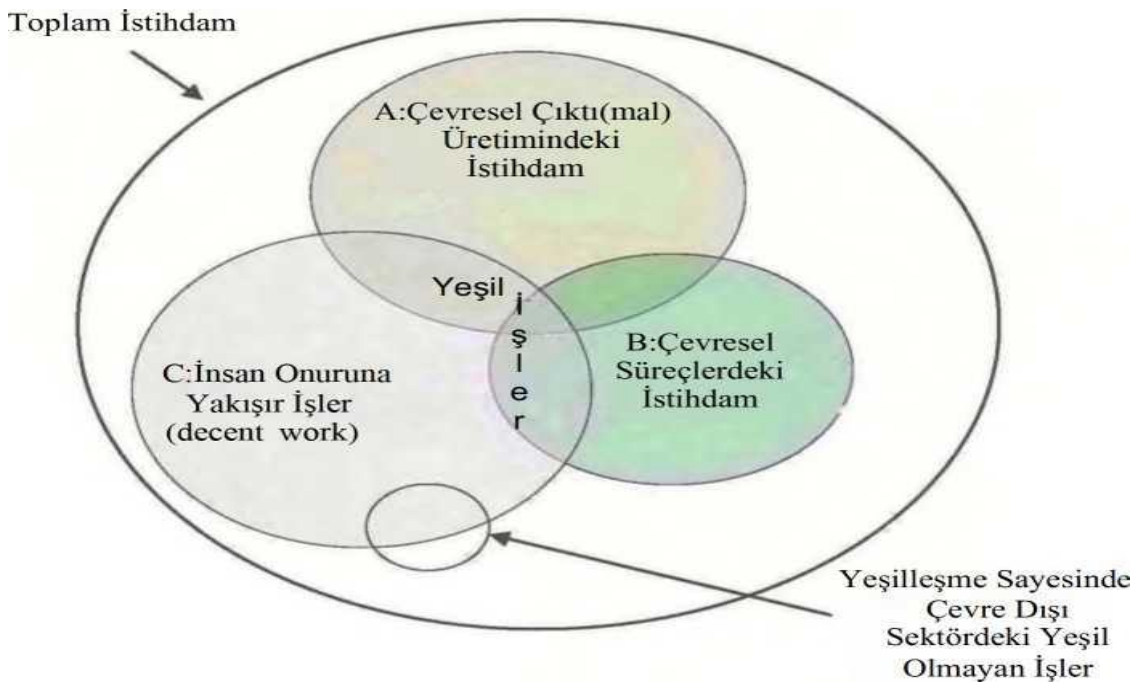 Toplam İstihdam
A:Çevresel Çıktı(mal)
Üretimindeki
İstihdam
Yeşil
işler
B:Çevresel
Süreçlerdeki
İstihdam
C:İnsan Onuruna
Yakışır İşler
(decent work)
Yeşilleşme Sayesinde
Çevre Dışı
Sektördeki Yeşil
Olmayan İşler